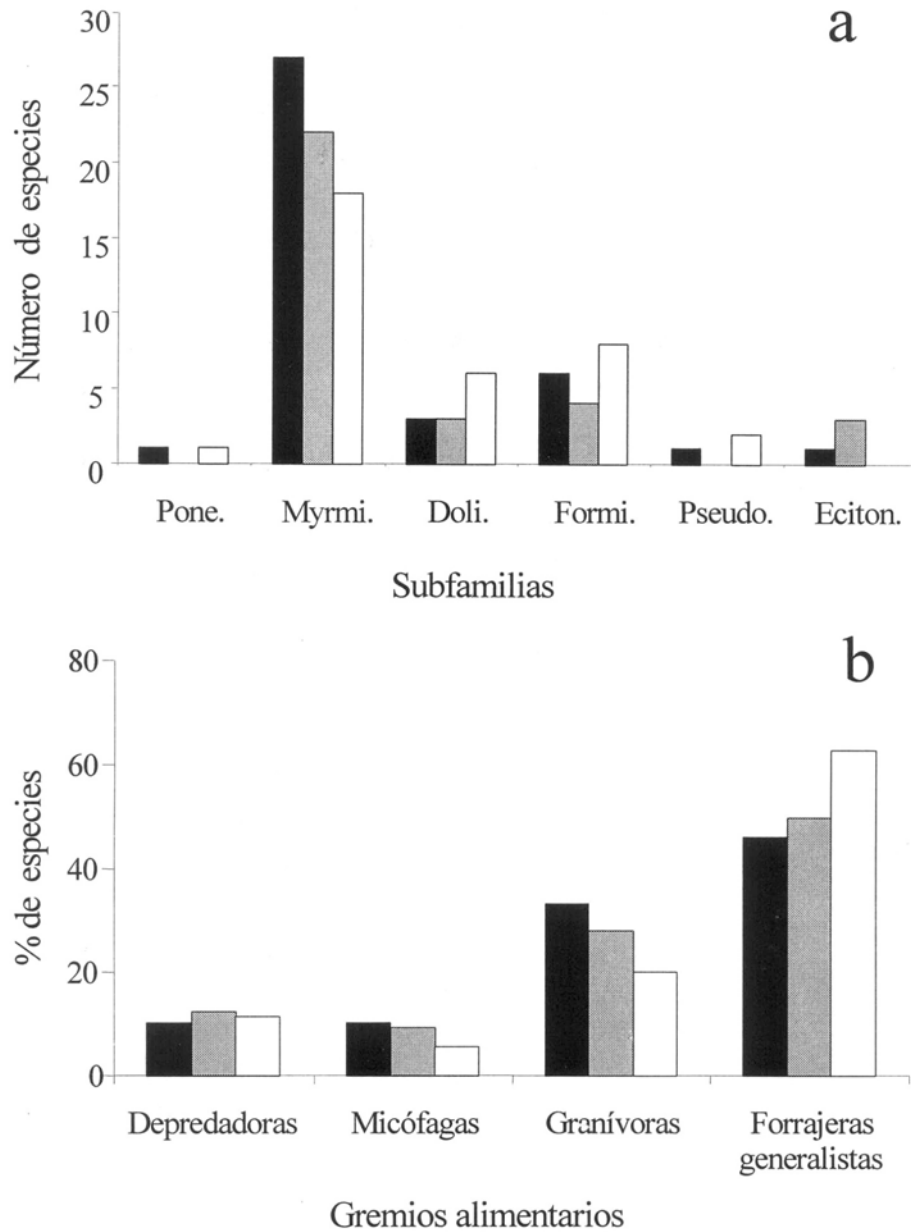 a
Número de especies
30
25
20
15
10
5
0
Pone. Myrmi. Doli. Formi. Pseudo. Eciton.
Subfamilias
b
% de especies
80
60
40
20
0
Depredadoras Micófagas Granívoras Forrajeras
generalistas
Gremios alimentarios